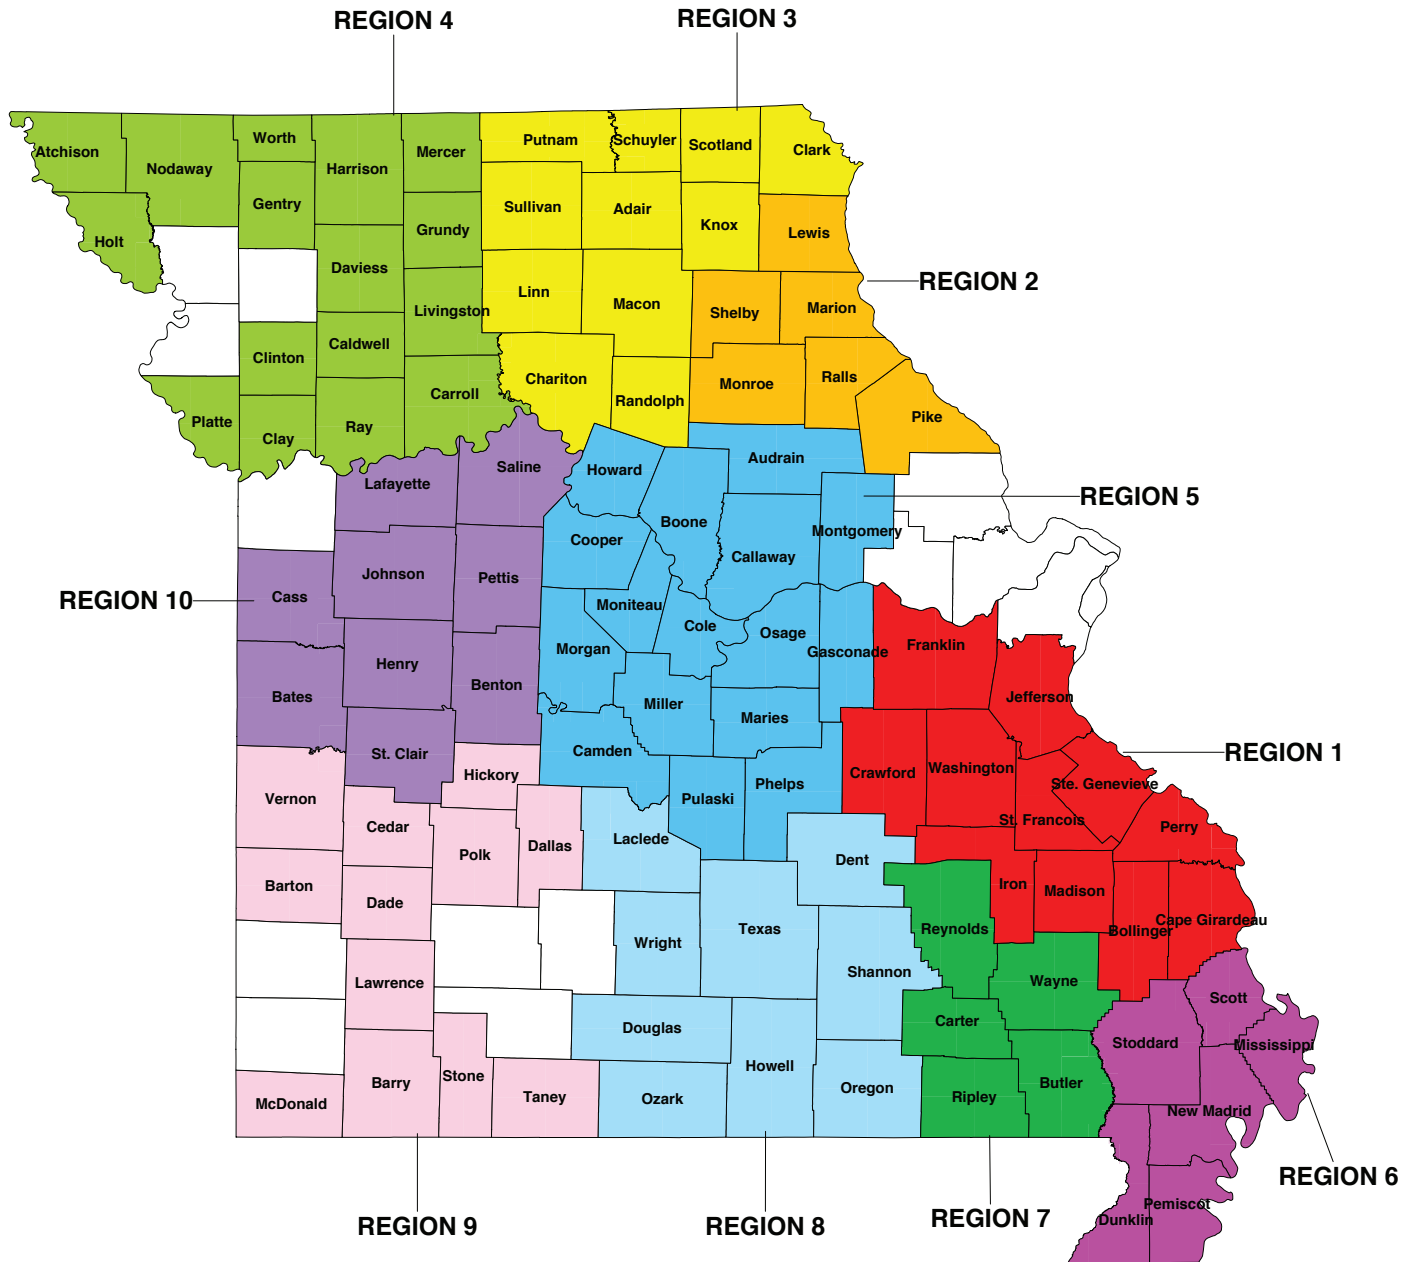 REGION 4
REGION 3
Atchison
Nodaway
Worth
Harrison
Mercer
Putnam
Schuyler
Scotland
Clark
Gentry
Sullivan
Adair
Knox
Lewis
Holt
Grundy
Daviess
REGION 2
Linn
Macon
Shelby
Marion
Livingston
Clinton
Caldwell
Chariton
Randolph
Monroe
Ralls
Carroll
Platte
Clay
Ray
Pike
Saline
Lafayette
Howard
Audrain
REGION 5
Boone
Montgomery
Cooper
Callaway
Johnson
Pettis
REGION 10
Cass
Moniteau
Cole
Osage
Gasconade
Franklin
Morgan
Henry
Benton
Bates
Miller
Maries
Jefferson
St. Clair
Camden
REGION 1
Hickory
Crawford
Washington
Ste. Genevieve
Vernon
Pulaski
Phelps
St. Francois
Perry
Cedar
Polk
Dallas
Laclede
Dent
Barton
Dade
Iron
Madison
Bollinger
Cape Girardeau
Wright
Texas
Reynolds
Lawrence
Shannon
Wayne
Scott
Douglas
Carter
Stoddard
Mississippi
Barry
Stone
Howell
Butler
McDonald
Taney
Ozark
Oregon
Ripley
New Madrid
REGION 6
Pemiscot
Dunklin
REGION 9
REGION 8
REGION 7